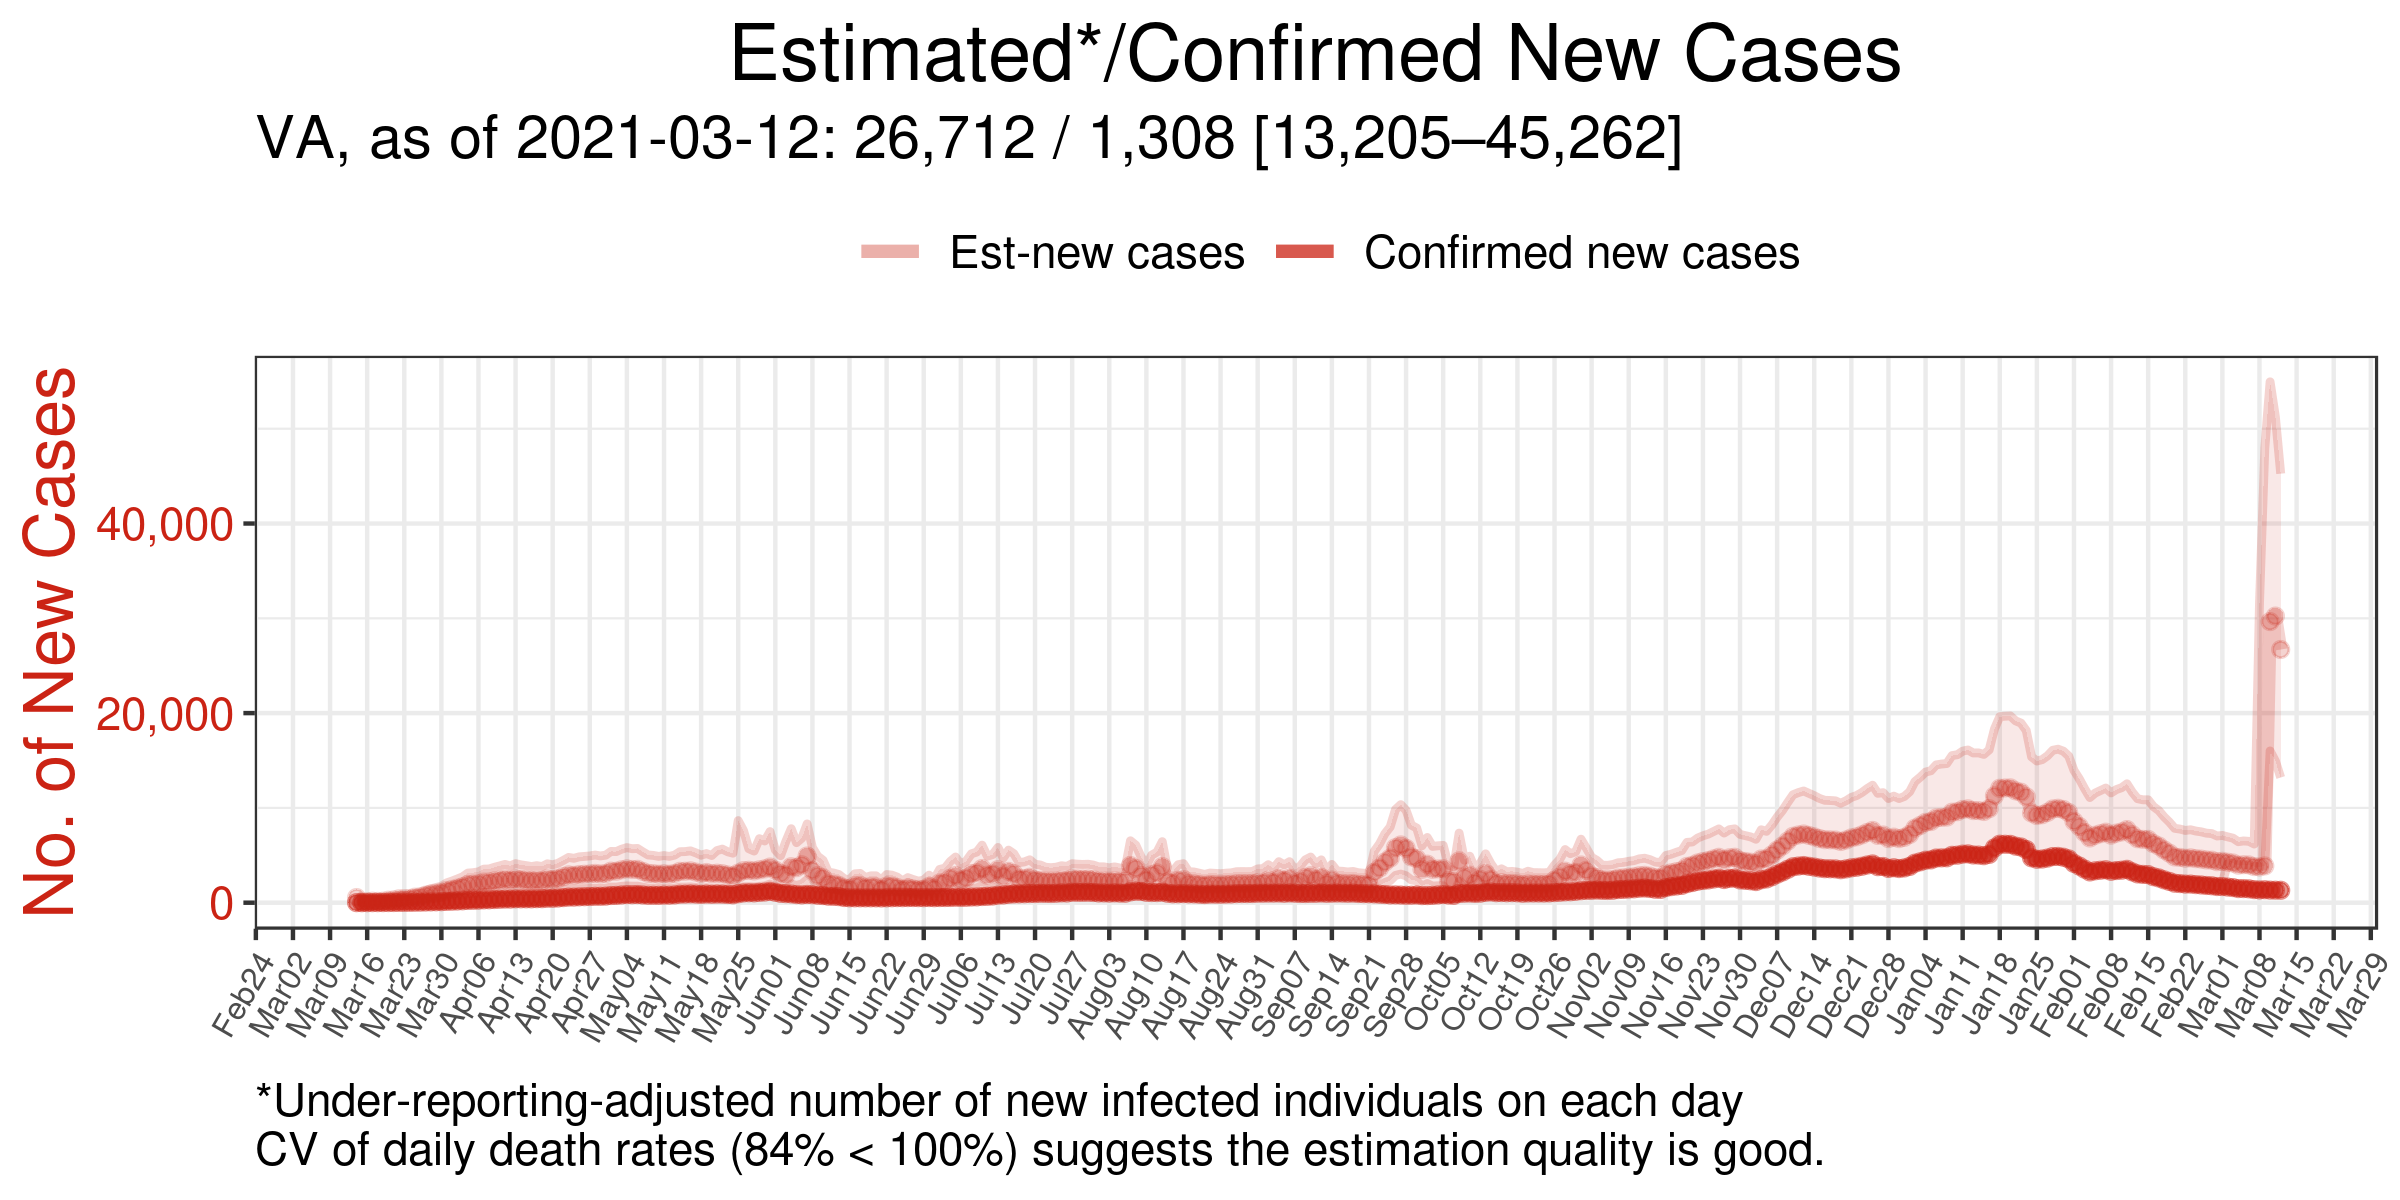 Estimated*/Confirmed New Cases
VA, as of 2021-03-12: 26,712 / 1,308 [13,205–45,262]
Est-new cases
Confirmed new cases
No. of New Cases
40,000
20,000
0
Feb24
Mar02
Mar09
Mar16
Mar23
Mar30
Apr06
Apr13
Apr20
Apr27
May04
May11
May18
May25
Jun01
Jun08
Jun15
Jun22
Jun29
Jul06
Jul13
Jul20
Jul27
Aug03
Aug10
Aug17
Aug24
Aug31
Sep07
Sep14
Sep21
Sep28
Oct05
Oct12
Oct19
Oct26
Nov02
Nov09
Nov16
Nov23
Nov30
Dec07
Dec14
Dec21
Dec28
Jan04
Jan11
Jan18
Jan25
Feb01
Feb08
Feb15
Feb22
Mar01
Mar08
Mar15
Mar22
Mar29
*Under-reporting-adjusted number of new infected individuals on each day
CV of daily death rates (84% < 100%) suggests the estimation quality is good.